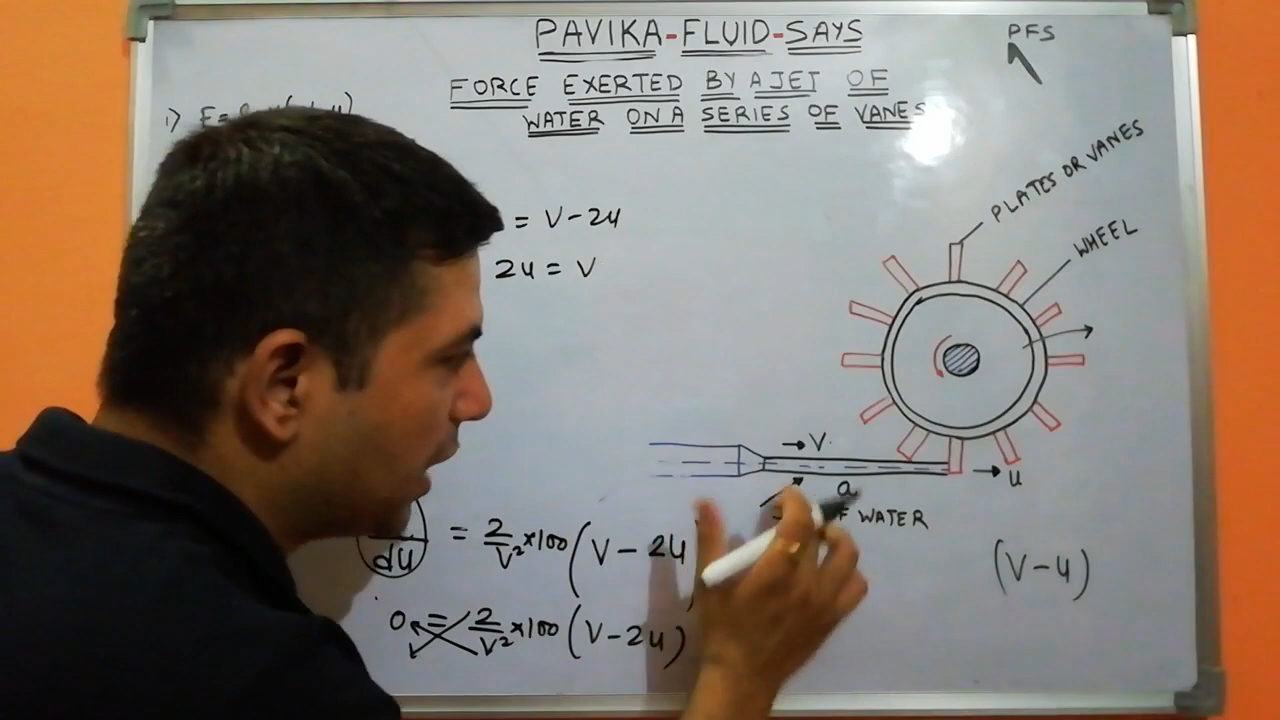 PAVIKA-FLUID-SAYS
PFS
FORCE EXERTED BY A JET OF
WATER ON A SERIES OF VANES
1)
= V-2u
2u = V
PLATES OR VANES
WHEEL
V
u
a
WATER
(V-u)
du = 2/V² × 100 (V - 2u
0 = 2/V² × 100 (V - 2u)